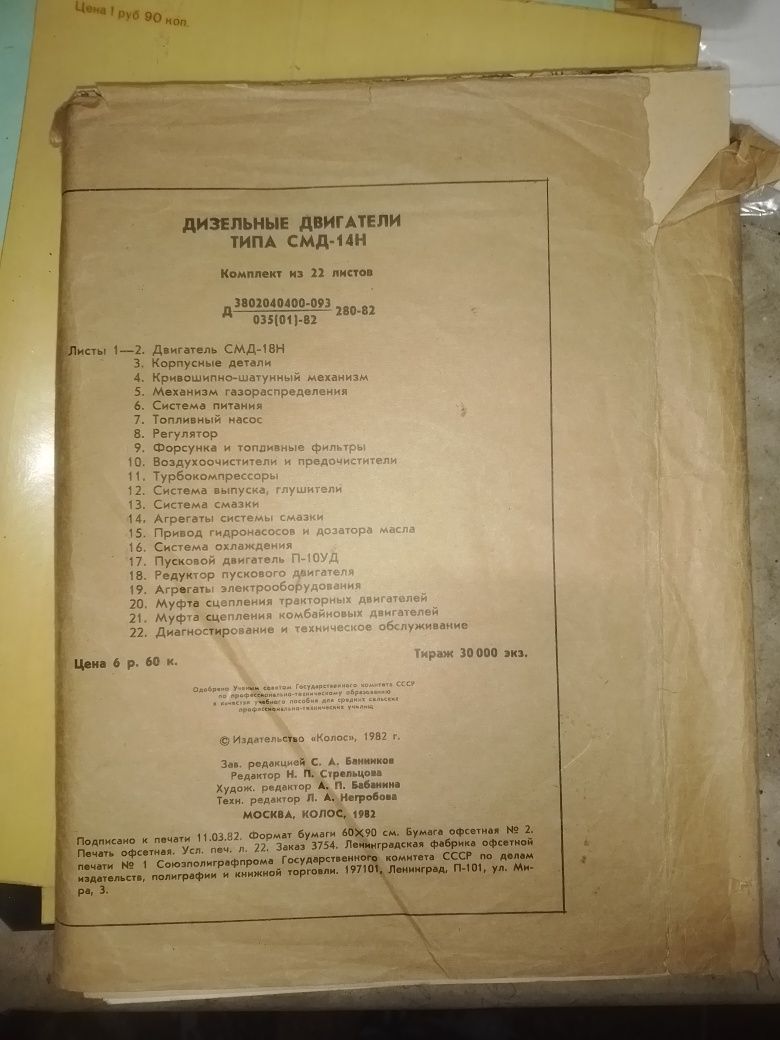 Цена 1 руб 90 коп.
ДИЗЕЛЬНЫЕ ДВИГАТЕЛИ
ТИПА СМД-14Н
Комплект из 22 листов
Д 3802040400-093 280-82
035(01)-82
Листы 1—2. Двигатель СМД-18Н
3. Корпусные детали
4. Кривошипно-шатунный механизм
5. Механизм газораспределения
6. Система питания
7. Топливный насос
8. Регулятор
9. Форсунка и топливные фильтры
10. Воздухоочистители и предочистители
11. Турбокомпрессоры
12. Система выпуска, глушители
13. Система смазки
14. Агрегаты системы смазки
15. Привод гидронасосов и дозатора масла
16. Система охлаждения
17. Пусковой двигатель П-10УД
18. Редуктор пускового двигателя
19. Агрегаты электрооборудования
20. Муфта сцепления тракторных двигателей
21. Муфта сцепления комбайновых двигателей
22. Диагностирование и техническое обслуживание
Цена 6 р. 60 к. Тираж 30 000 экз.
Одобрено Ученым советом Государственного комитета СССР
по профессионально-техническому образованию
в качестве учебного пособия для средних сельских
профессионально-технических училищ
© Издательство «Колос», 1982 г.
Зав. редакцией С. А. Банников
Редактор Н. П. Стрельцова
Худож. редактор А. П. Бабанина
Техн. редактор Л. А. Негробова
МОСКВА, КОЛОС, 1982
Подписано к печати 11.03.82. Формат бумаги 60×90 см. Бумага офсетная № 2.
Печать офсетная. Усл. печ. л. 22. Заказ 3754. Ленинградская фабрика офсетной
печати № 1 Союзполиграфпрома Государственного комитета СССР по делам
издательств, полиграфии и книжной торговли. 197101, Ленинград, П-101, ул. Ми-
ра, 3.